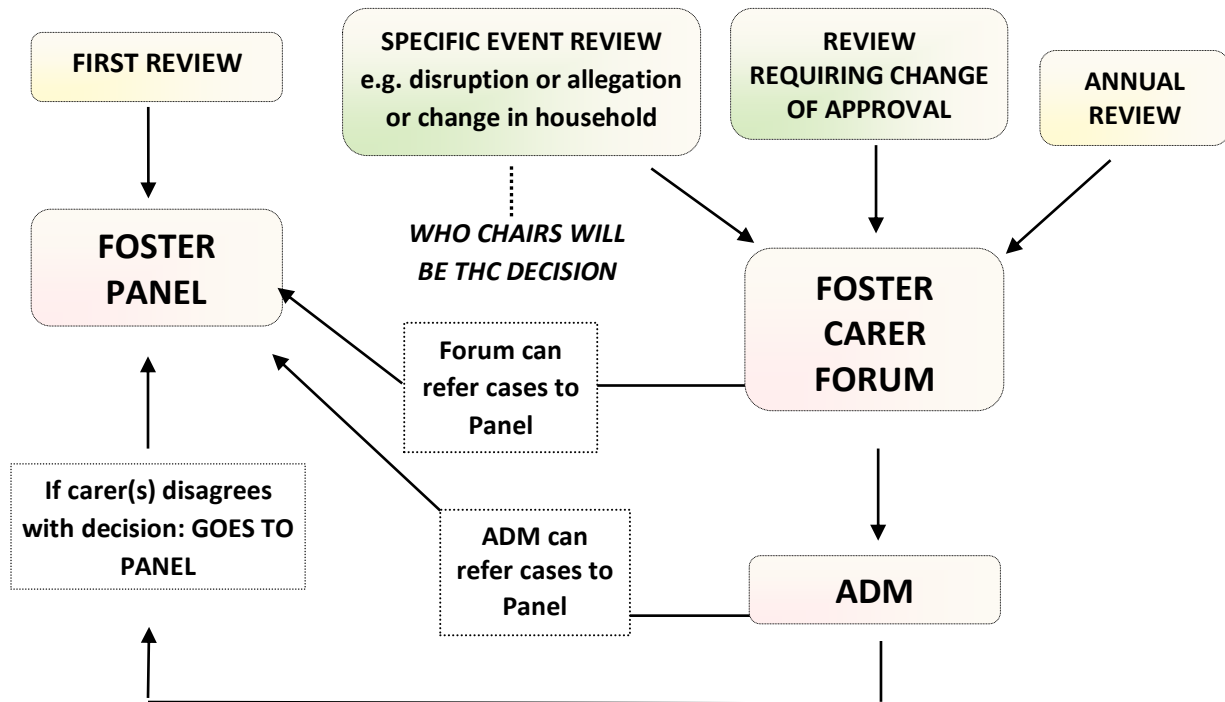 FIRST REVIEW
SPECIFIC EVENT REVIEW
e.g. disruption or allegation
or change in household
REVIEW
REQUIRING CHANGE
OF APPROVAL
ANNUAL
REVIEW
FOSTER
PANEL
WHO CHAIRS WILL
BE THC DECISION
FOSTER
CARER
FORUM
Forum can
refer cases to
Panel
If carer(s) disagrees
with decision: GOES TO
PANEL
ADM can
refer cases to
Panel
ADM